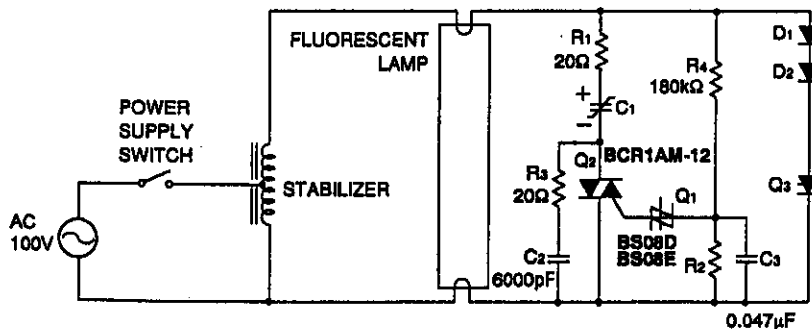 FLUORESCENT
LAMP
POWER
SUPPLY
SWITCH
STABILIZER
AC
100V
R1
20Ω
+
C1
−
R3
20Ω
C2
6000pF
Q2
BCR1AM-12
Q1
BS08D
BS08E
R4
180kΩ
R2
C3
0.047µF
D1
D2
Q3